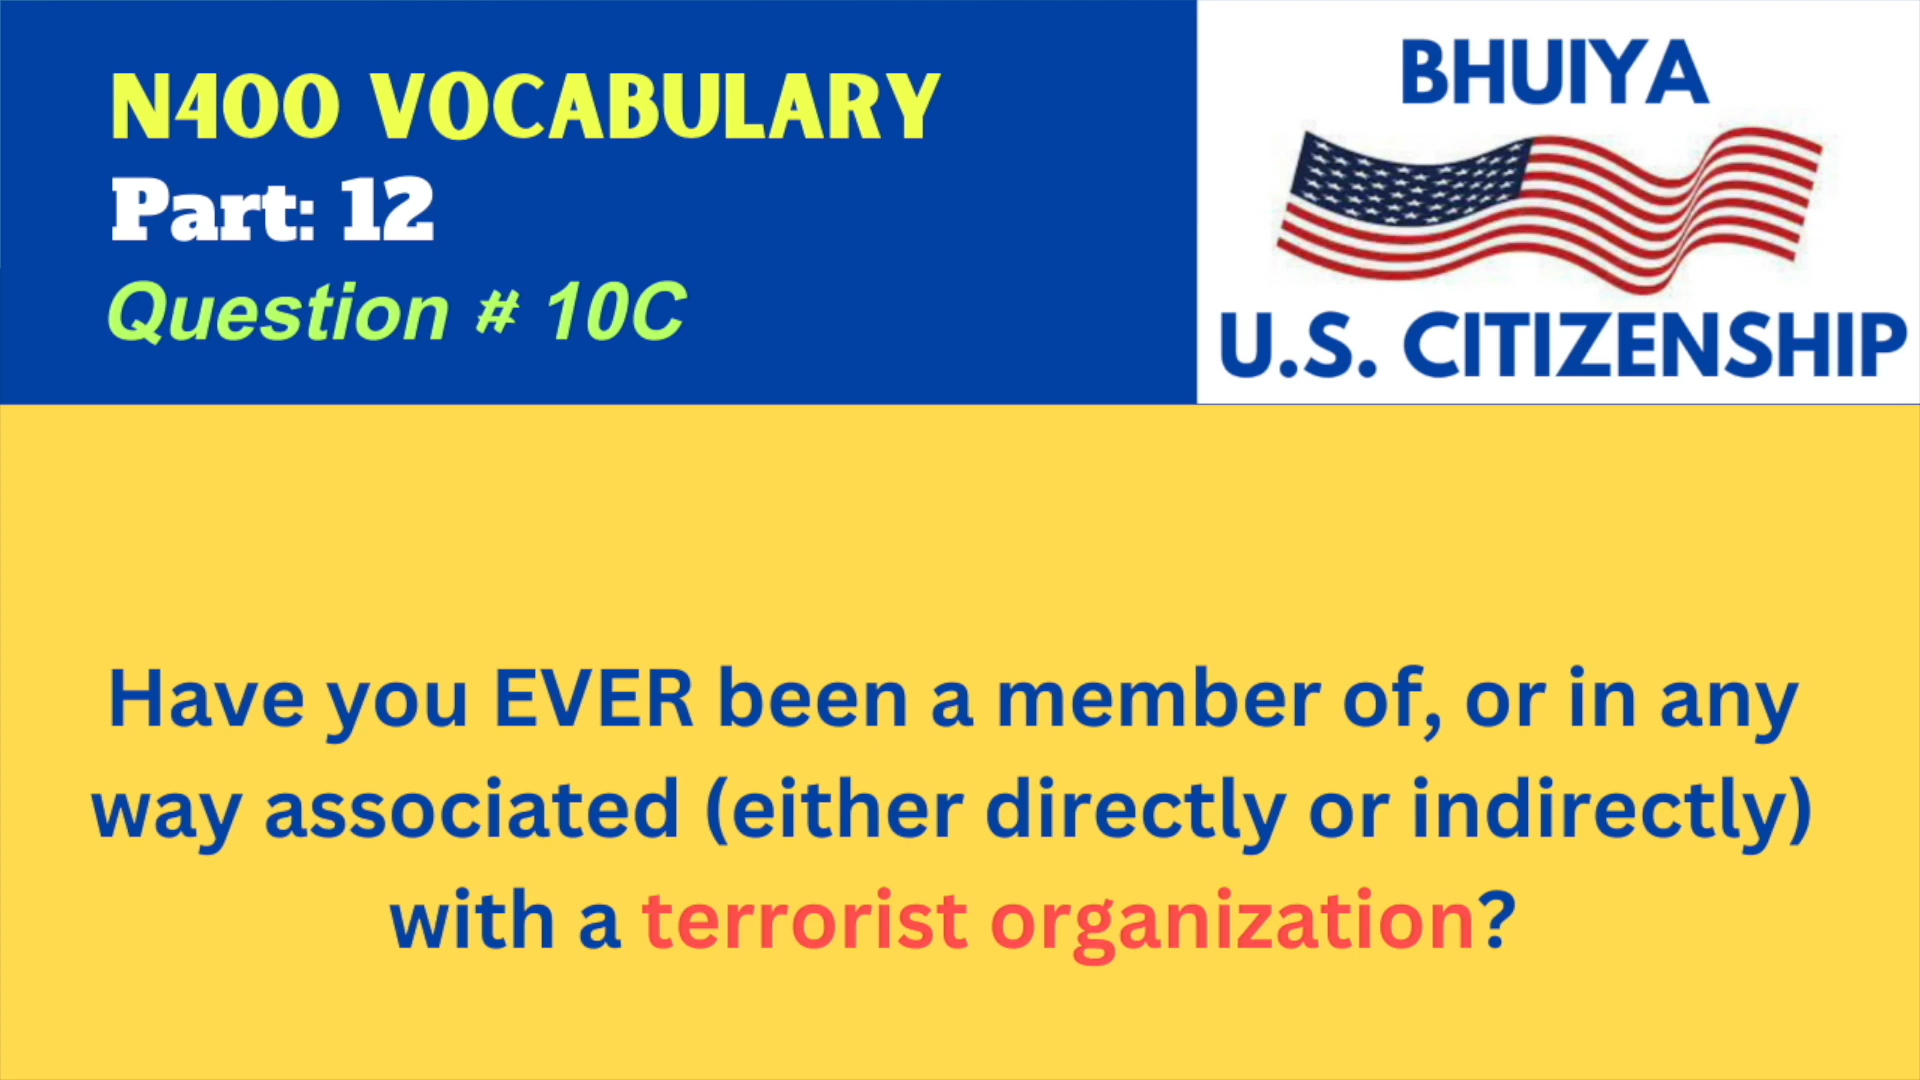 N400 VOCABULARY
Part: 12
Question # 10C
BHUIYA
U.S. CITIZENSHIP
Have you EVER been a member of, or in any
way associated (either directly or indirectly)
with a terrorist organization?